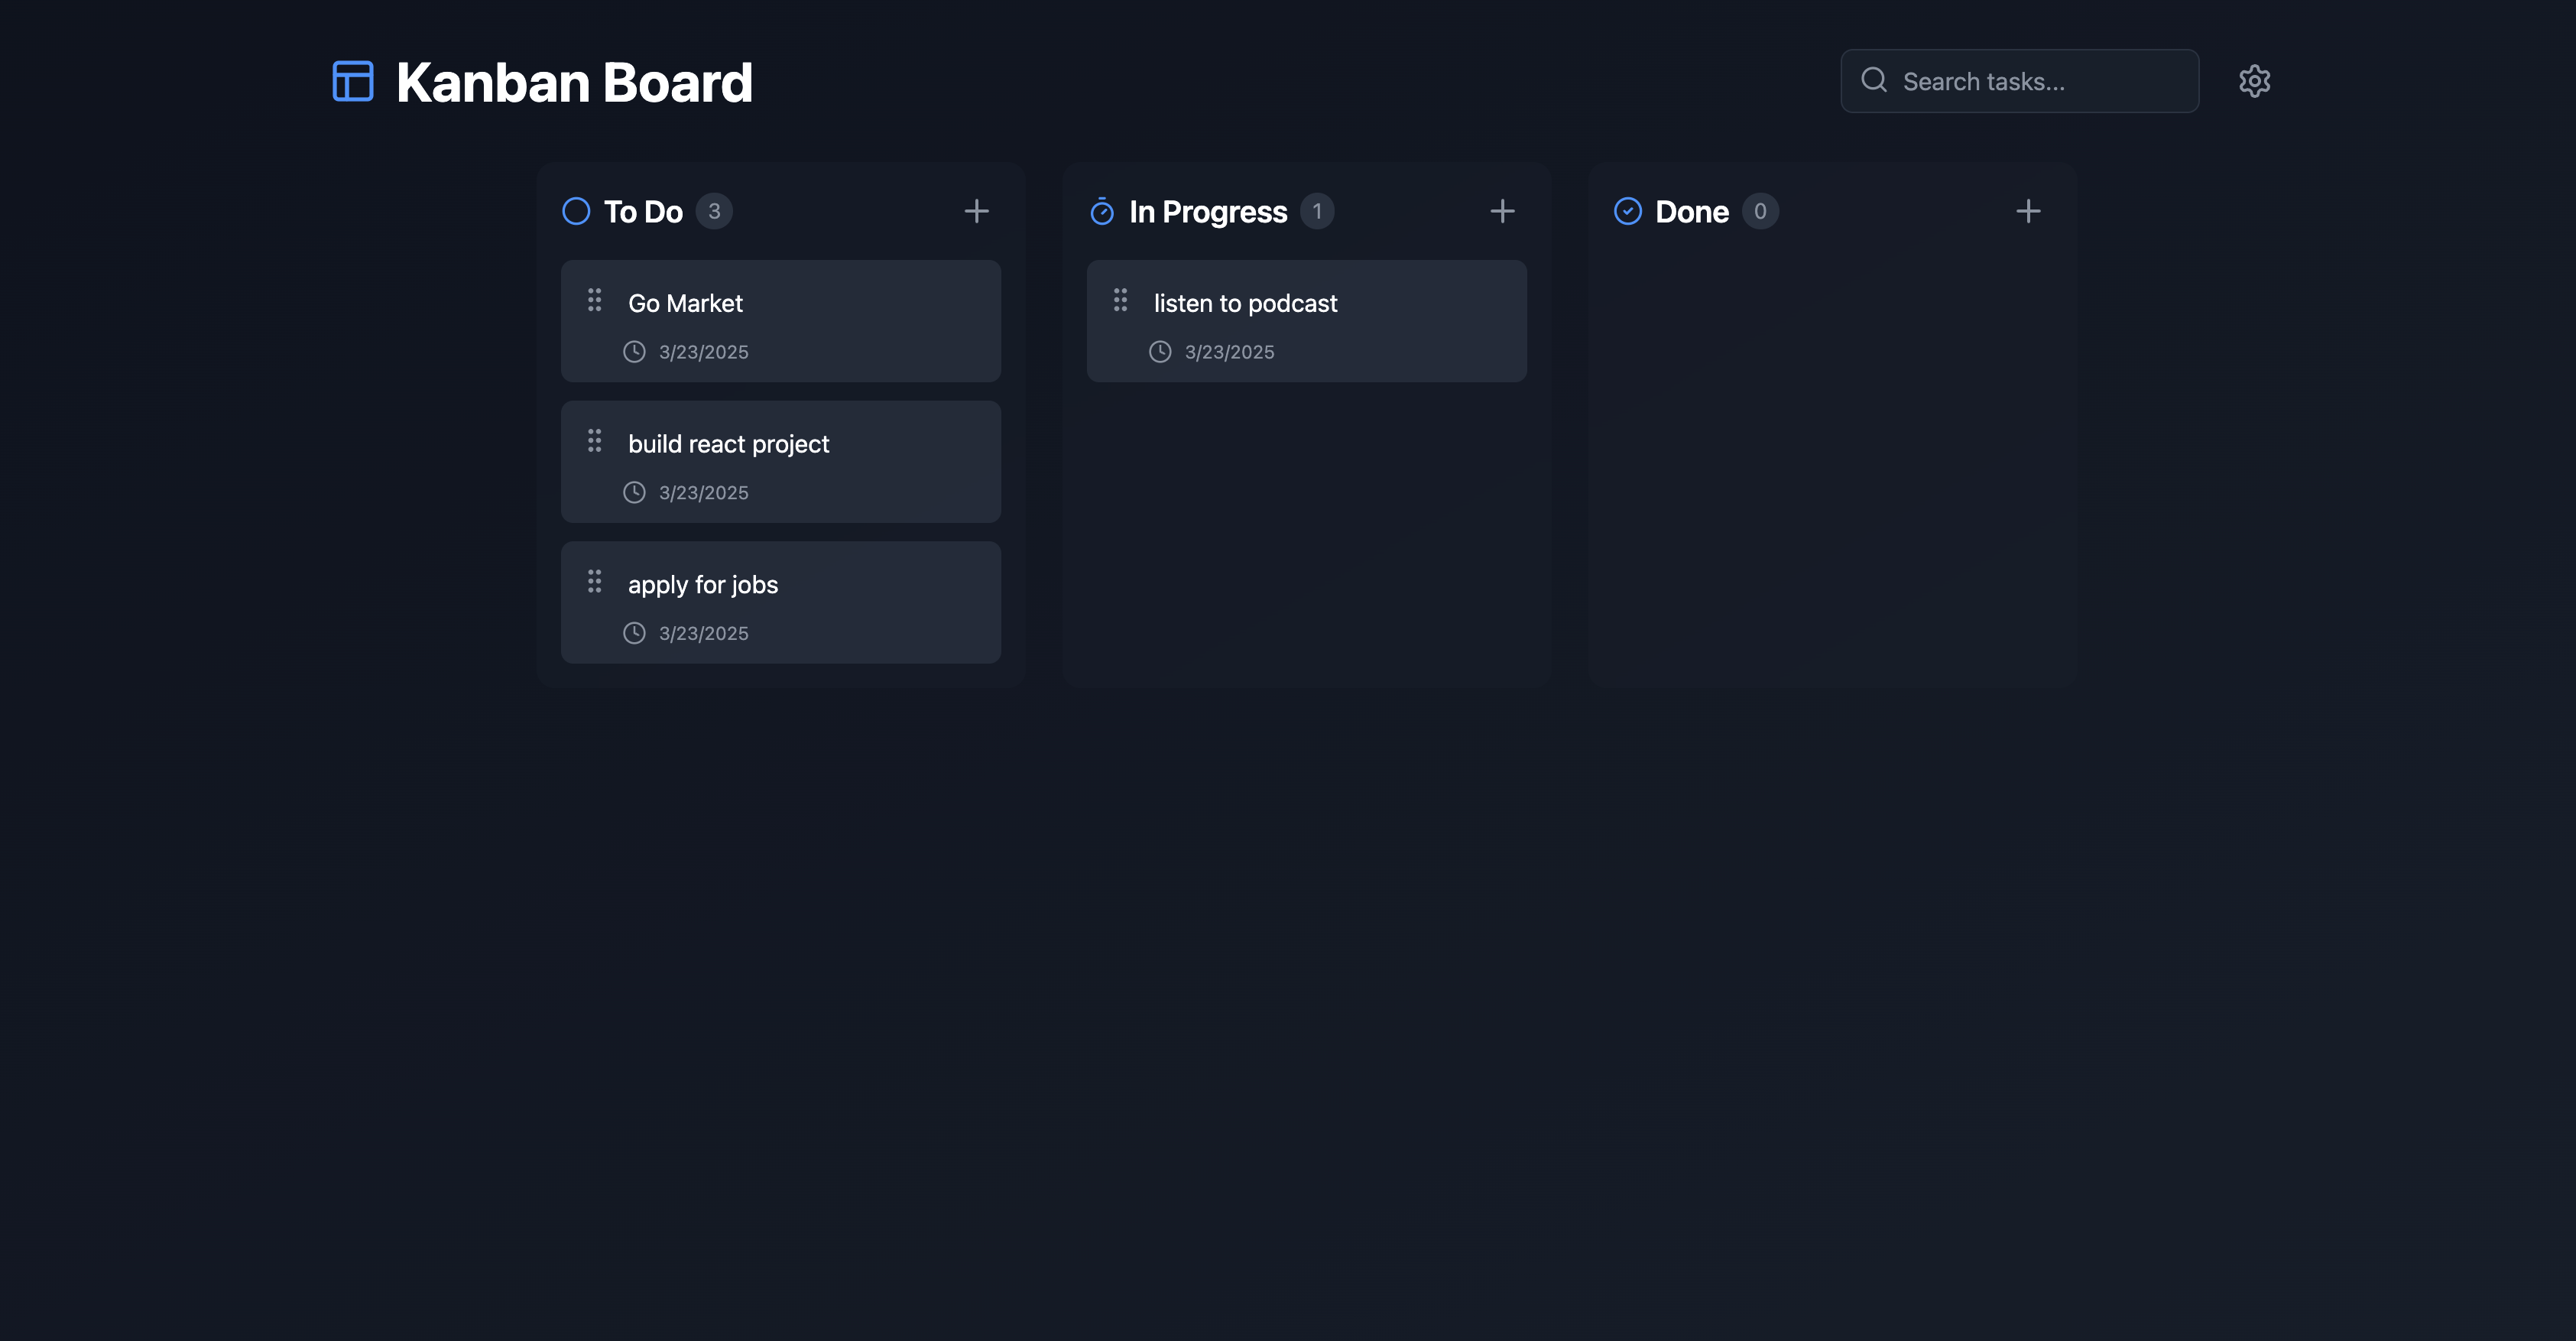 Kanban Board
Search tasks...
To Do 3
Go Market
3/23/2025
build react project
3/23/2025
apply for jobs
3/23/2025
In Progress 1
listen to podcast
3/23/2025
Done 0